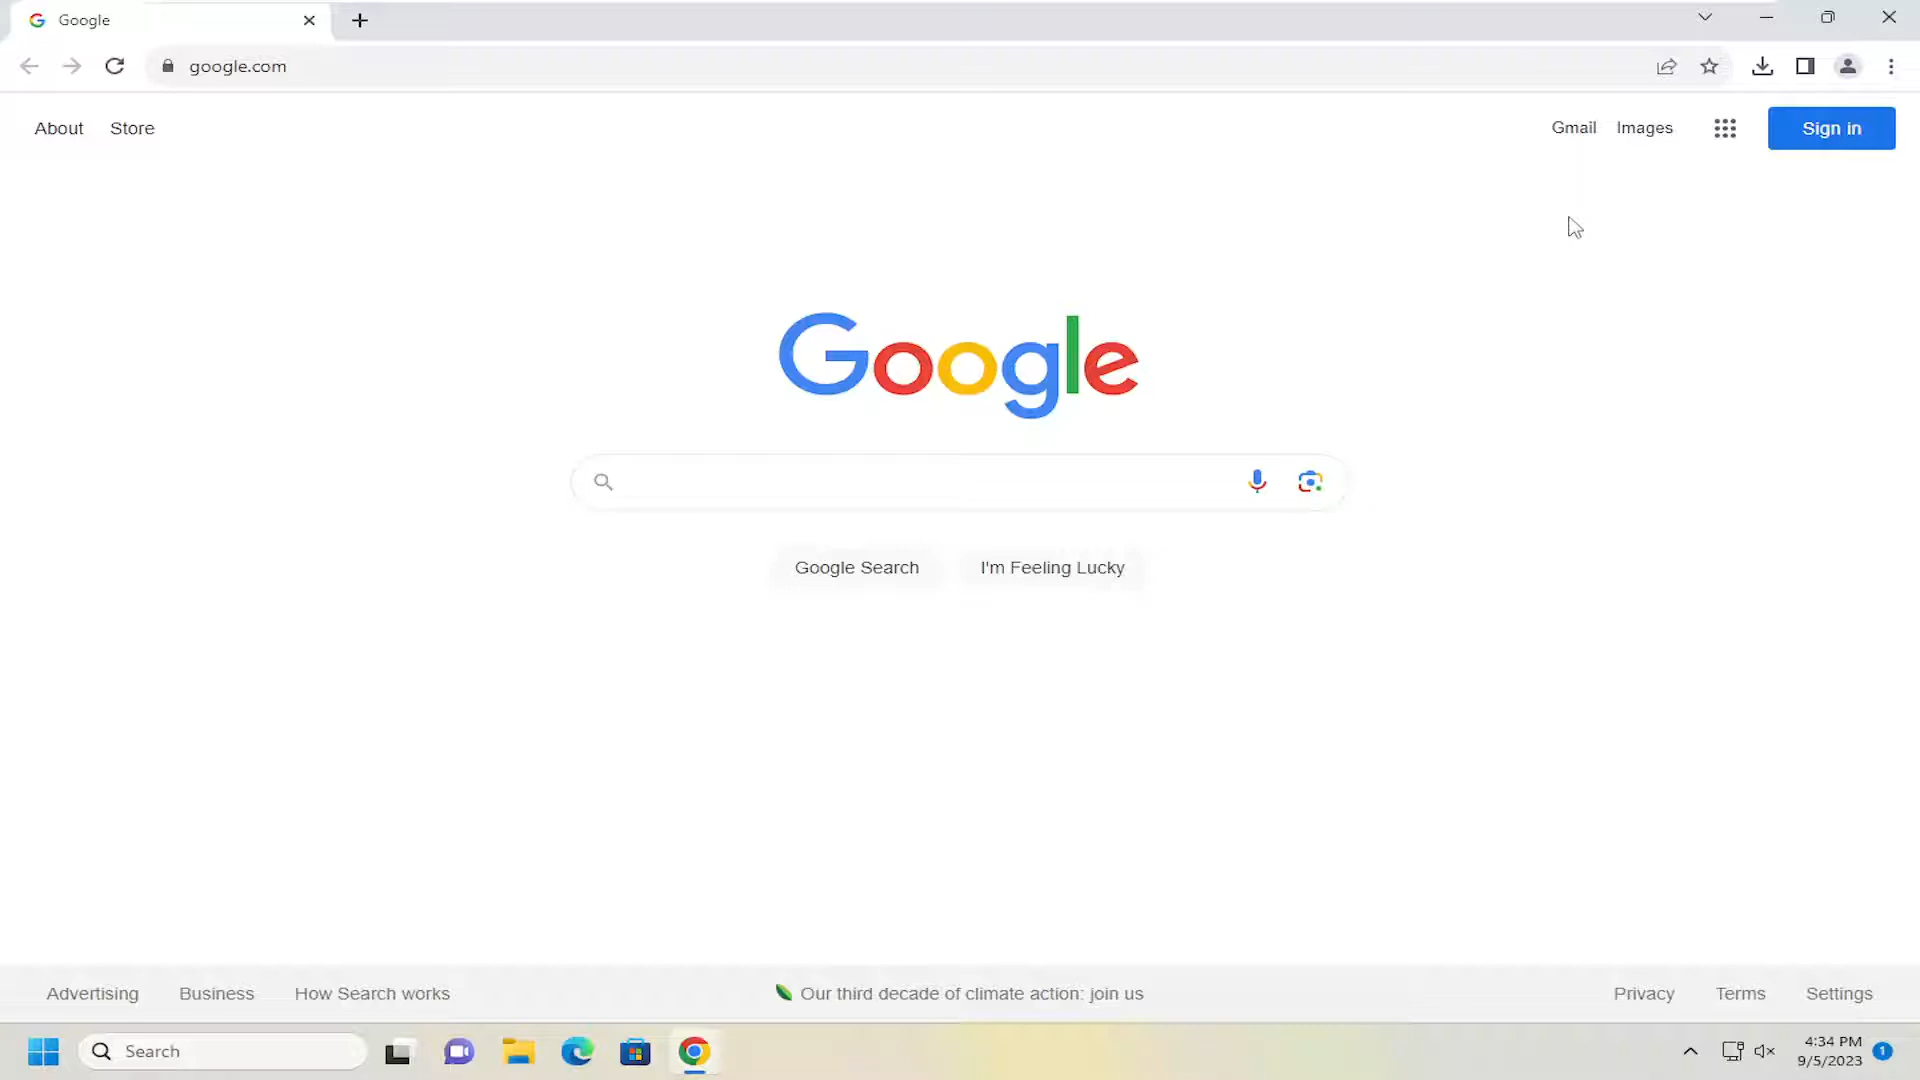 Google
google.com
About Store Gmail Images Sign in
Google
Google Search I'm Feeling Lucky
Advertising Business How Search works Our third decade of climate action: join us Privacy Terms Settings
Search 4:34 PM
9/5/2023 1